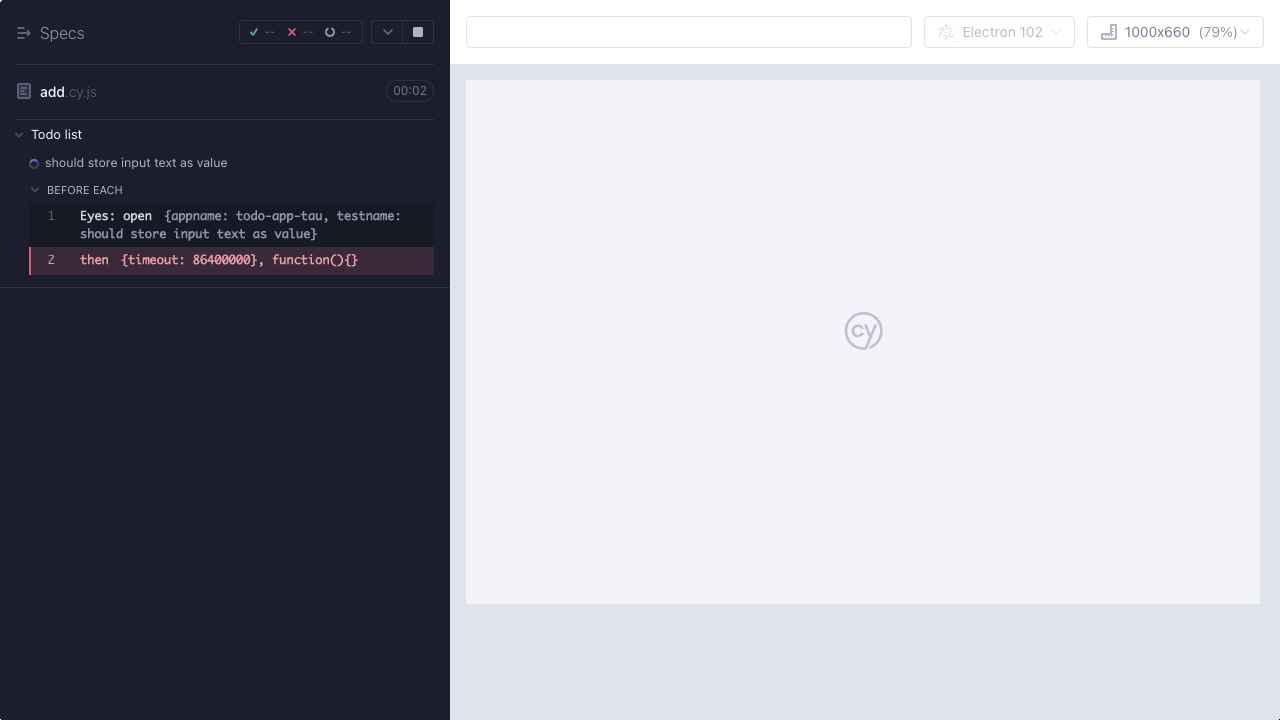 Specs
-- -- --
Electron 102
1000x660 (79%)
add.cy.js
00:02
Todo list
should store input text as value
BEFORE EACH
1 Eyes: open {appname: todo-app-tau, testname:
should store input text as value}
2 then {timeout: 86400000}, function(){}
cy